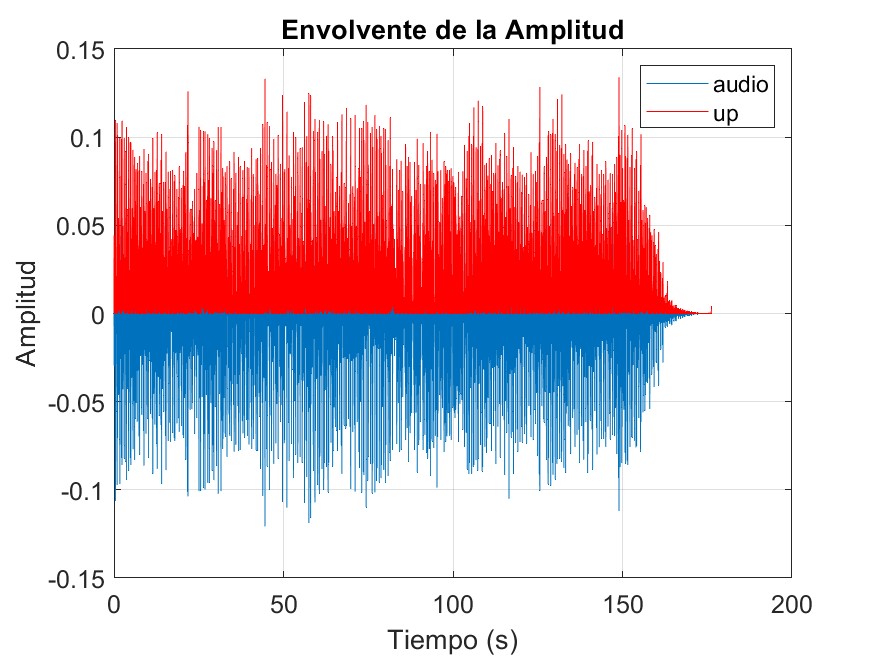 Envolvente de la Amplitud
0.15
0.1
0.05
0
-0.05
-0.1
-0.15
Amplitud
audio
up
0 50 100 150 200
Tiempo (s)